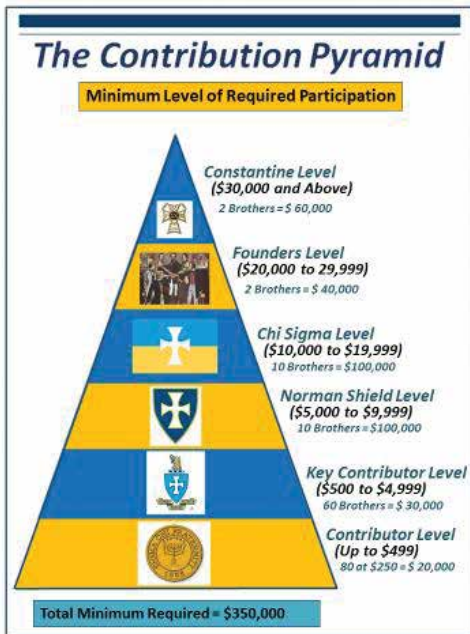 The Contribution Pyramid
Minimum Level of Required Participation
Constantine Level
($30,000 and Above)
2 Brothers = $ 60,000
Founders Level
($20,000 to 29,999)
2 Brothers = $ 40,000
Chi Sigma Level
($10,000 to $19,999)
10 Brothers = $100,000
Norman Shield Level
($5,000 to $9,999)
10 Brothers = $100,000
Key Contributor Level
($500 to $4,999)
60 Brothers = $ 30,000
Contributor Level
(Up to $499)
80 at $250 = $ 20,000
Total Minimum Required = $350,000